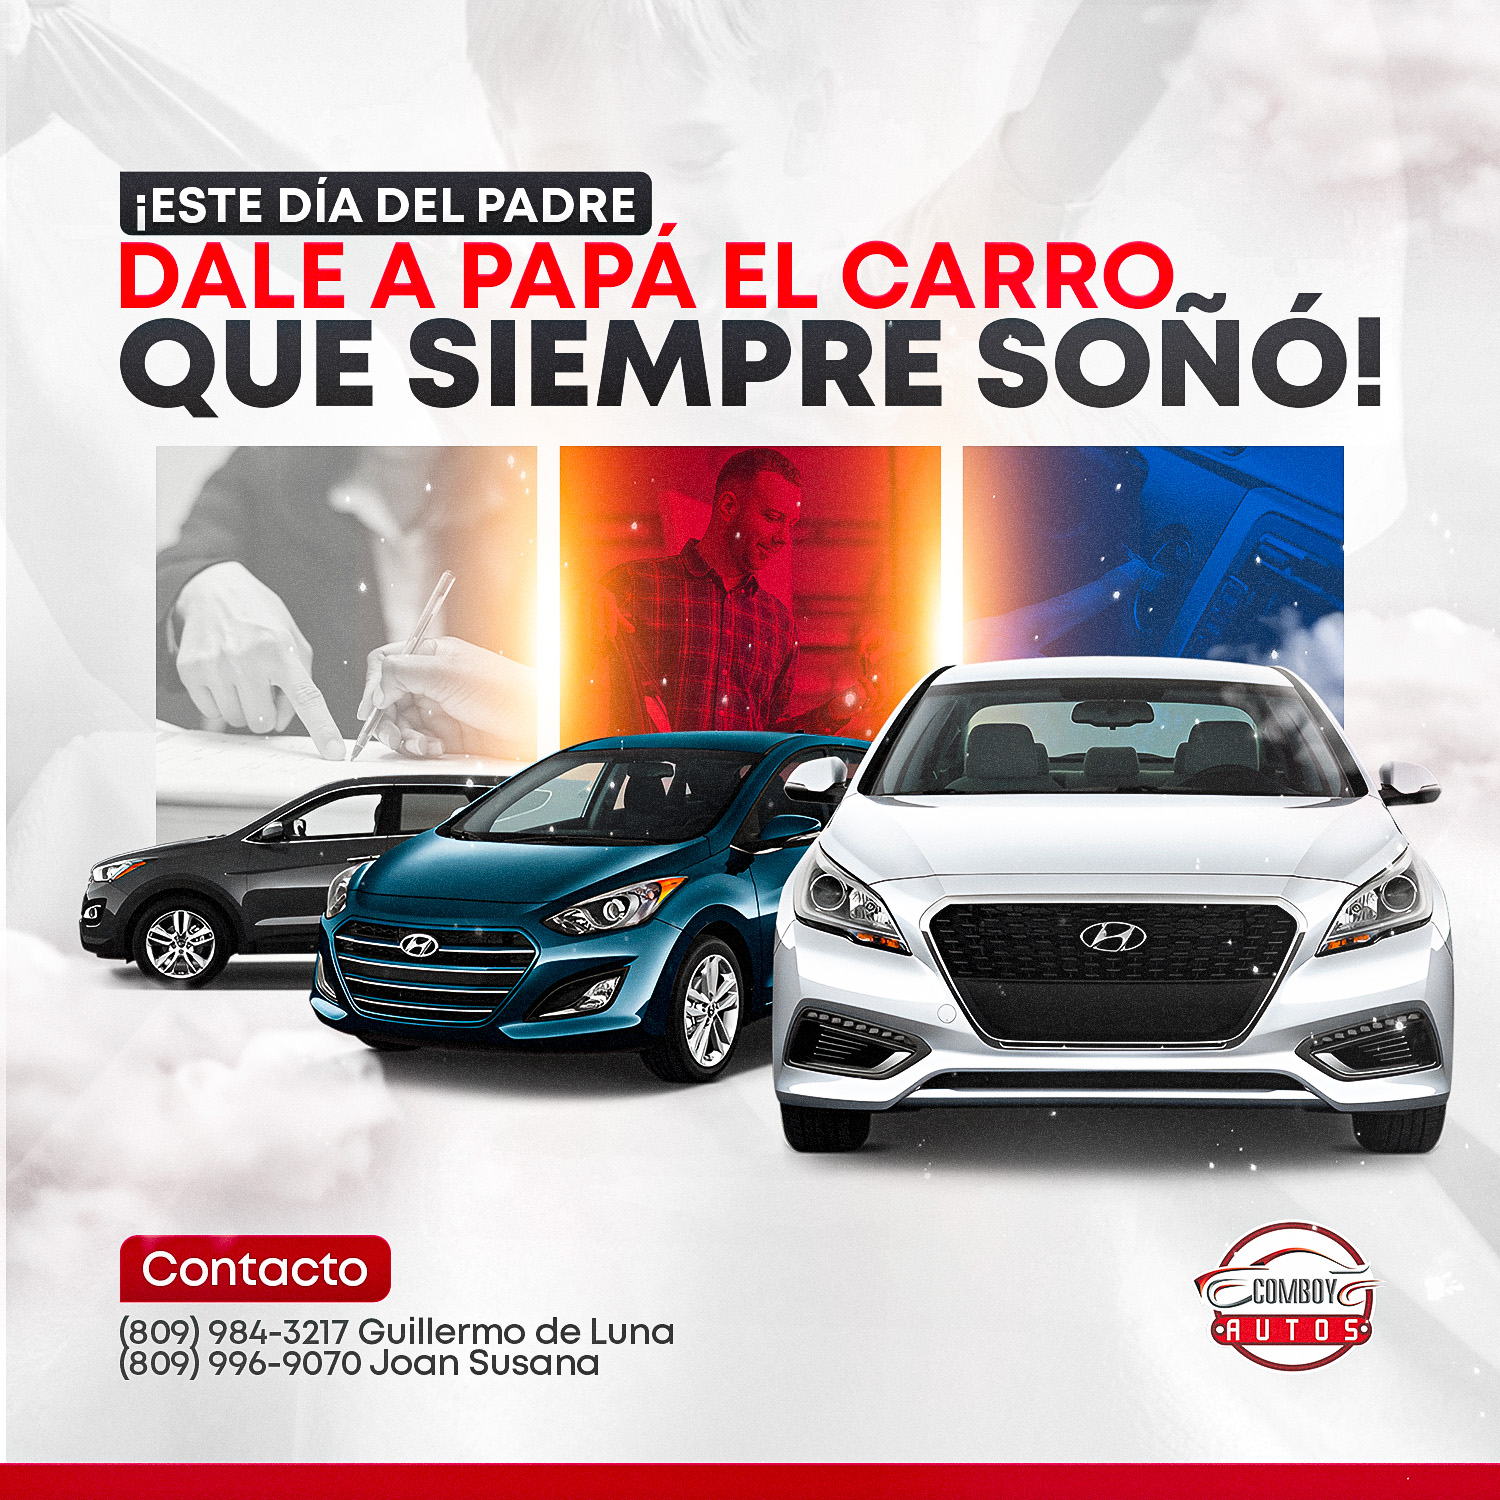 ¡ESTE DÍA DEL PADRE
DALE A PAPÁ EL CARRO
QUE SIEMPRE SOÑÓ!
Contacto
(809) 984-3217 Guillermo de Luna
(809) 996-9070 Joan Susana
COMBOY
AUTOS